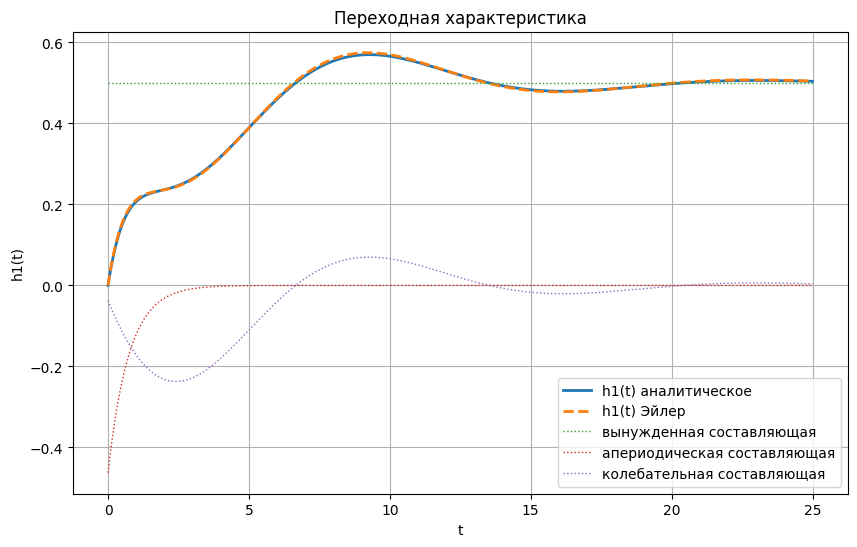 Переходная характеристика
h1(t)
0.6
0.4
0.2
0.0
−0.2
−0.4
h1(t) аналитическое
h1(t) Эйлер
вынужденная составляющая
апериодическая составляющая
колебательная составляющая
0
5
10
15
20
25
t